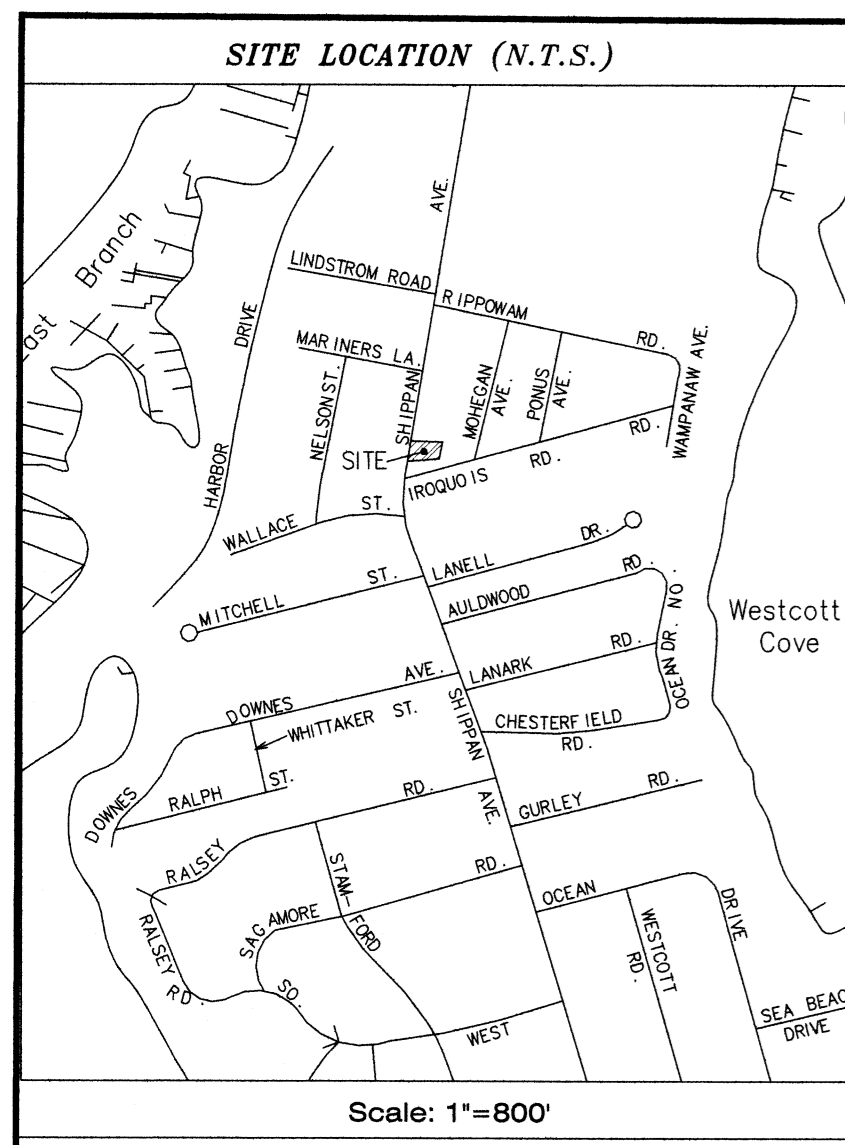 SITE LOCATION (N.T.S.)
East Branch
HARBOR DRIVE
SHIPPAN AVE.
LINDSTROM ROAD
RIPPOWAM RD.
MARINERS LA.
NELSON ST.
MOHEGAN AVE.
PONUS AVE.
WAMPANAW AVE.
SITE
IROQUOIS RD. RD.
WALLACE ST.
LANELL DR.
MITCHELL ST.
AULDWOOD RD.
OCEAN DR. NO.
Westcott
Cove
LANARK RD.
DOWNES AVE.
WHITTAKER ST.
SHIPPAN AVE.
CHESTERFIELD
RD.
DOWNES
RALPH ST.
GURLEY RD.
RALSEY RD.
STAM-FORD
SAGAMORE RD.
OCEAN DRIVE
WESTCOTT
RD.
RALSEY RD. SO.
WEST
SEA BEAC
DRIVE
Scale: 1"=800'